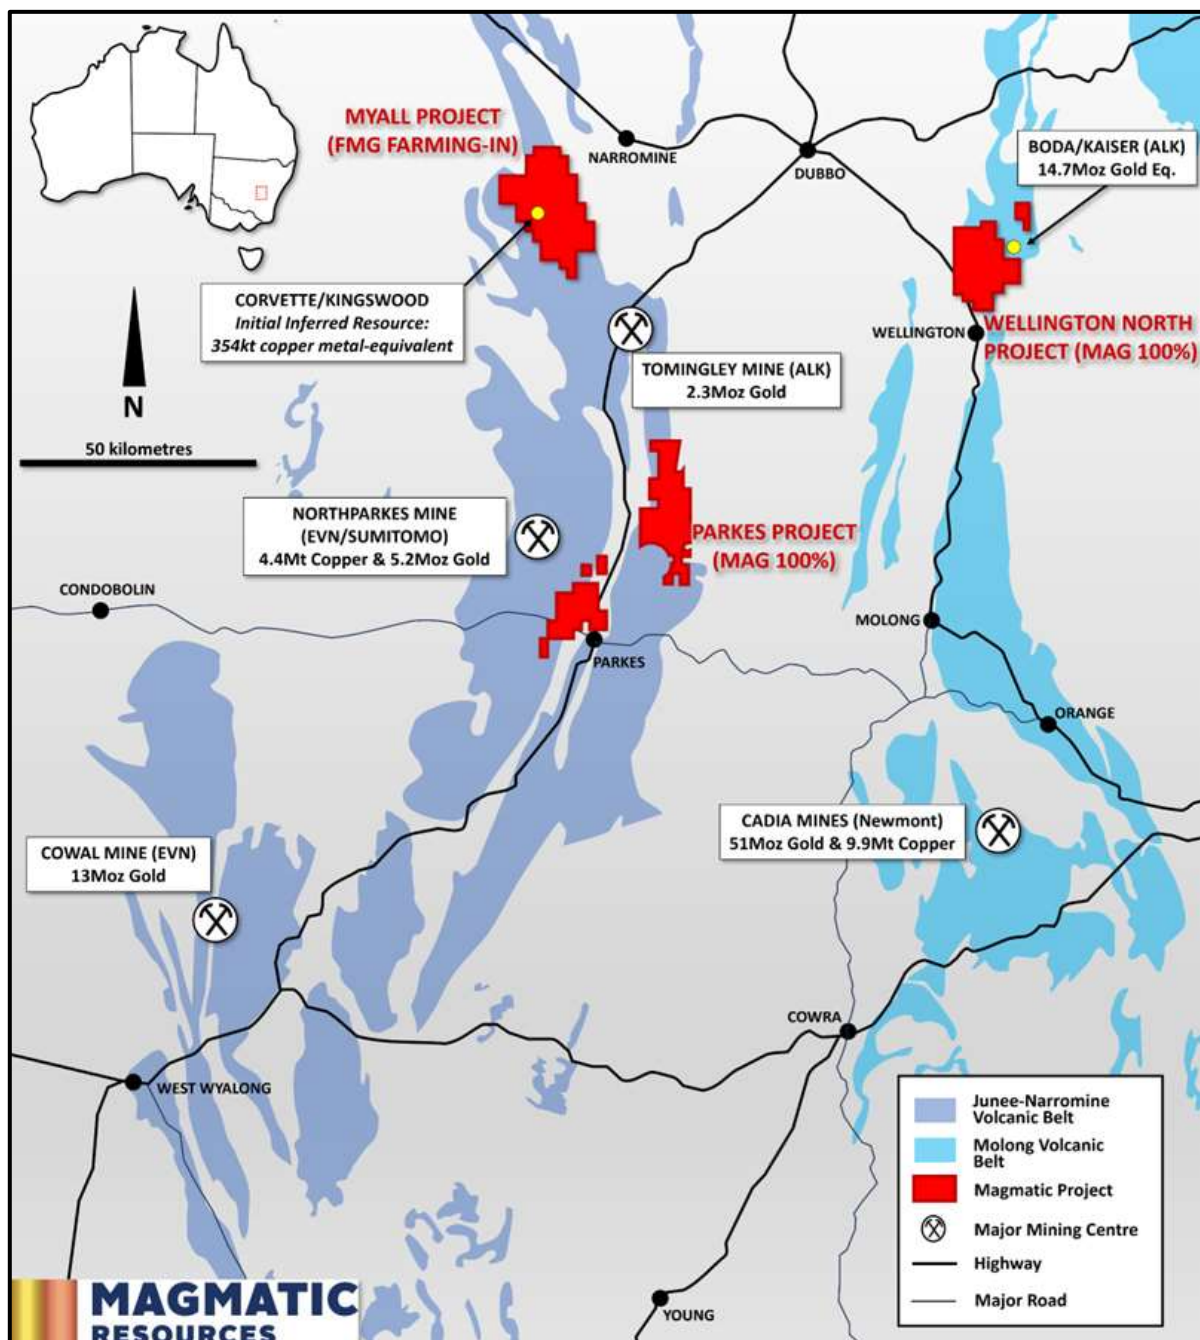 MYALL PROJECT
(FMG FARMING-IN)
NARROMINE
DUBBO
BODA/KAISER (ALK)
14.7Moz Gold Eq.
CORVETTE/KINGSWOOD
Initial Inferred Resource:
354kt copper metal-equivalent
WELLINGTON
WELLINGTON NORTH
PROJECT (MAG 100%)
TOMINGLEY MINE (ALK)
2.3Moz Gold
N
50 kilometres
NORTHPARKES MINE
(EVN/SUMITOMO)
4.4Mt Copper & 5.2Moz Gold
PARKES PROJECT
(MAG 100%)
CONDOBOLIN
MOLONG
PARKES
ORANGE
CADIA MINES (Newmont)
51Moz Gold & 9.9Mt Copper
COWAL MINE (EVN)
13Moz Gold
COWRA
WEST WYALONG
Junee-Narromine
Volcanic Belt
Molong Volcanic
Belt
Magmatic Project
Major Mining Centre
Highway
Major Road
YOUNG
MAGMATIC
RESOURCES